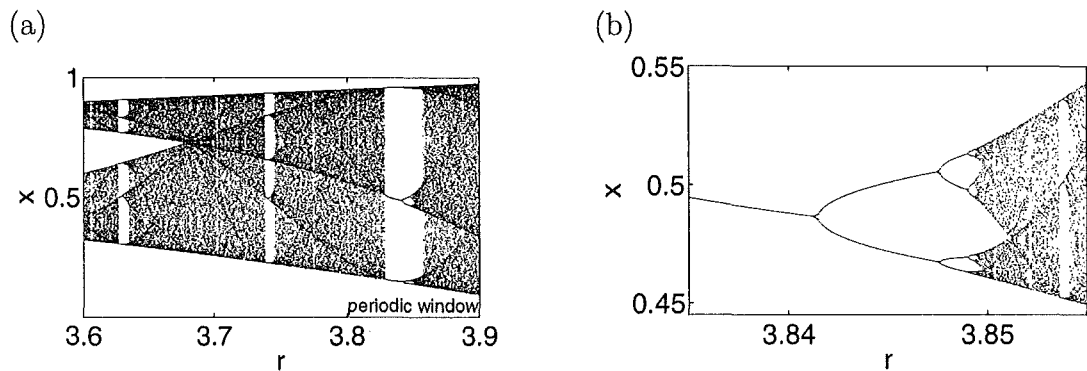 (a)
1
x 0.5
periodic window
3.6 3.7 3.8 3.9
r
(b)
0.55
x 0.5
0.45
3.84 3.85
r